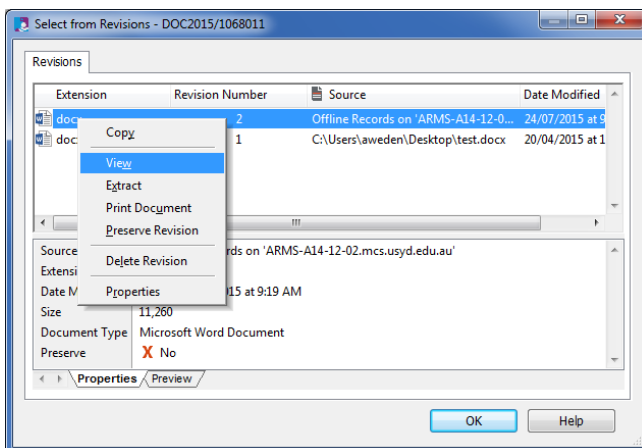 Select from Revisions - DOC2015/1068011
Revisions
Extension Revision Number Source Date Modified
docx 2 Offline Records on 'ARMS-A14-12-0... 24/07/2015 at 9
doc 1 C:\Users\aweden\Desktop\test.docx 20/04/2015 at 1
Copy
View
Extract
Print Document
Preserve Revision
Delete Revision
Properties
Source rds on 'ARMS-A14-12-02.mcs.usyd.edu.au'
Extensi
Date M 15 at 9:19 AM
Size 11,260
Document Type Microsoft Word Document
Preserve X No
Properties Preview
OK Help